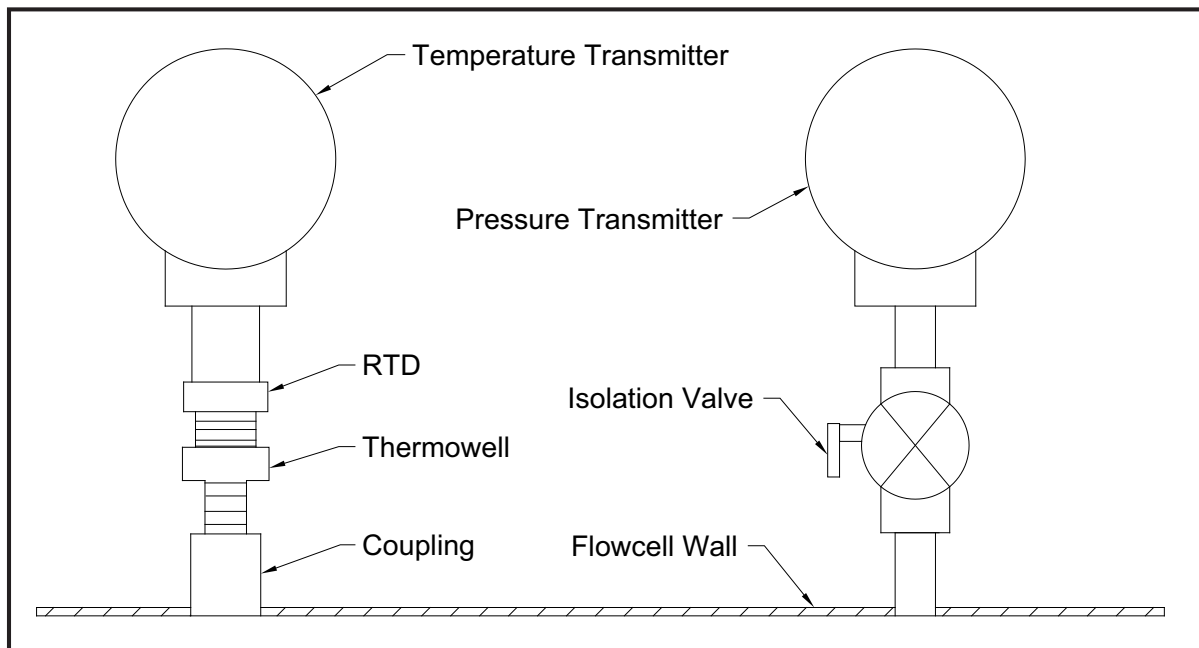 Temperature Transmitter
Pressure Transmitter
RTD
Isolation Valve
Thermowell
Coupling
Flowcell Wall